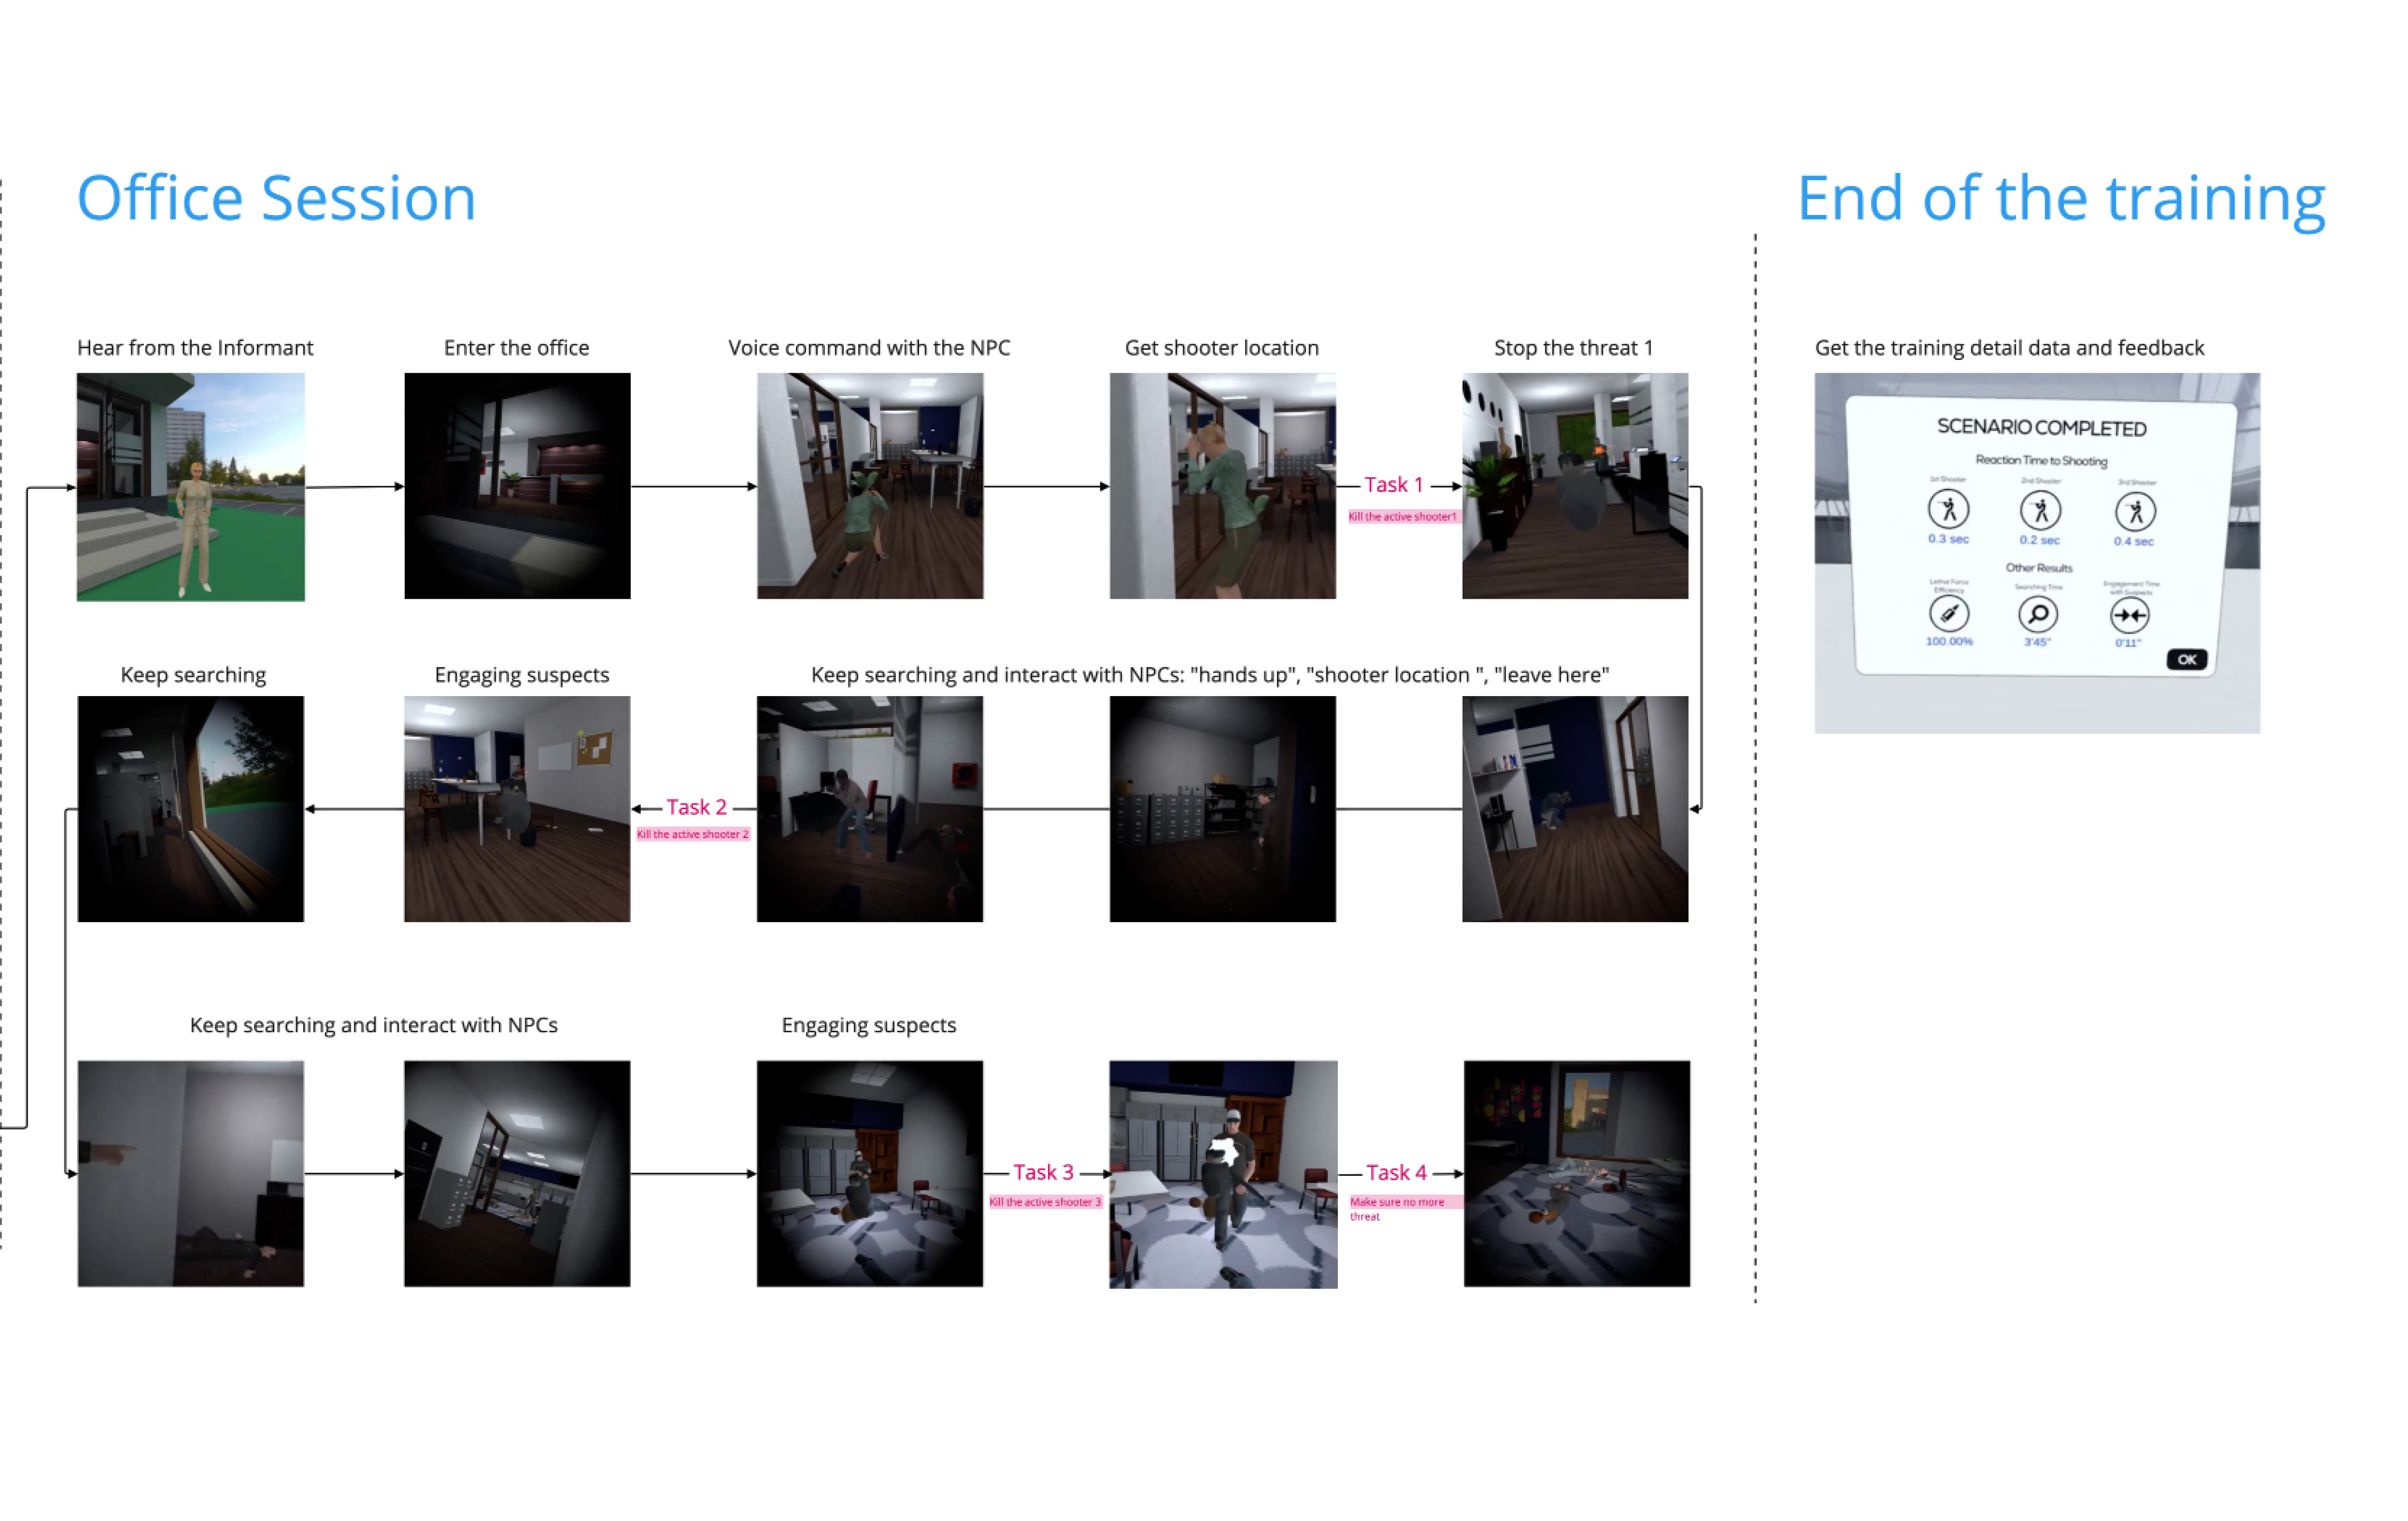 Office Session
End of the training
Hear from the Informant
Enter the office
Voice command with the NPC
Get shooter location
Stop the threat 1
Get the training detail data and feedback
Task 1
Kill the active shooter1
SCENARIO COMPLETED
Reaction Time to Shooting
1st Shooter
2nd Shooter
3rd Shooter
0.3 sec
0.2 sec
0.4 sec
Other Results
Lethal Force
Efficiency
Searching Time
Engagement Time
with Suspects
100.00%
3'45"
0'11"
OK
Keep searching
Engaging suspects
Keep searching and interact with NPCs: "hands up", "shooter location ", "leave here"
Task 2
Kill the active shooter 2
Keep searching and interact with NPCs
Engaging suspects
Task 3
Kill the active shooter 3
Task 4
Make sure no more
threat